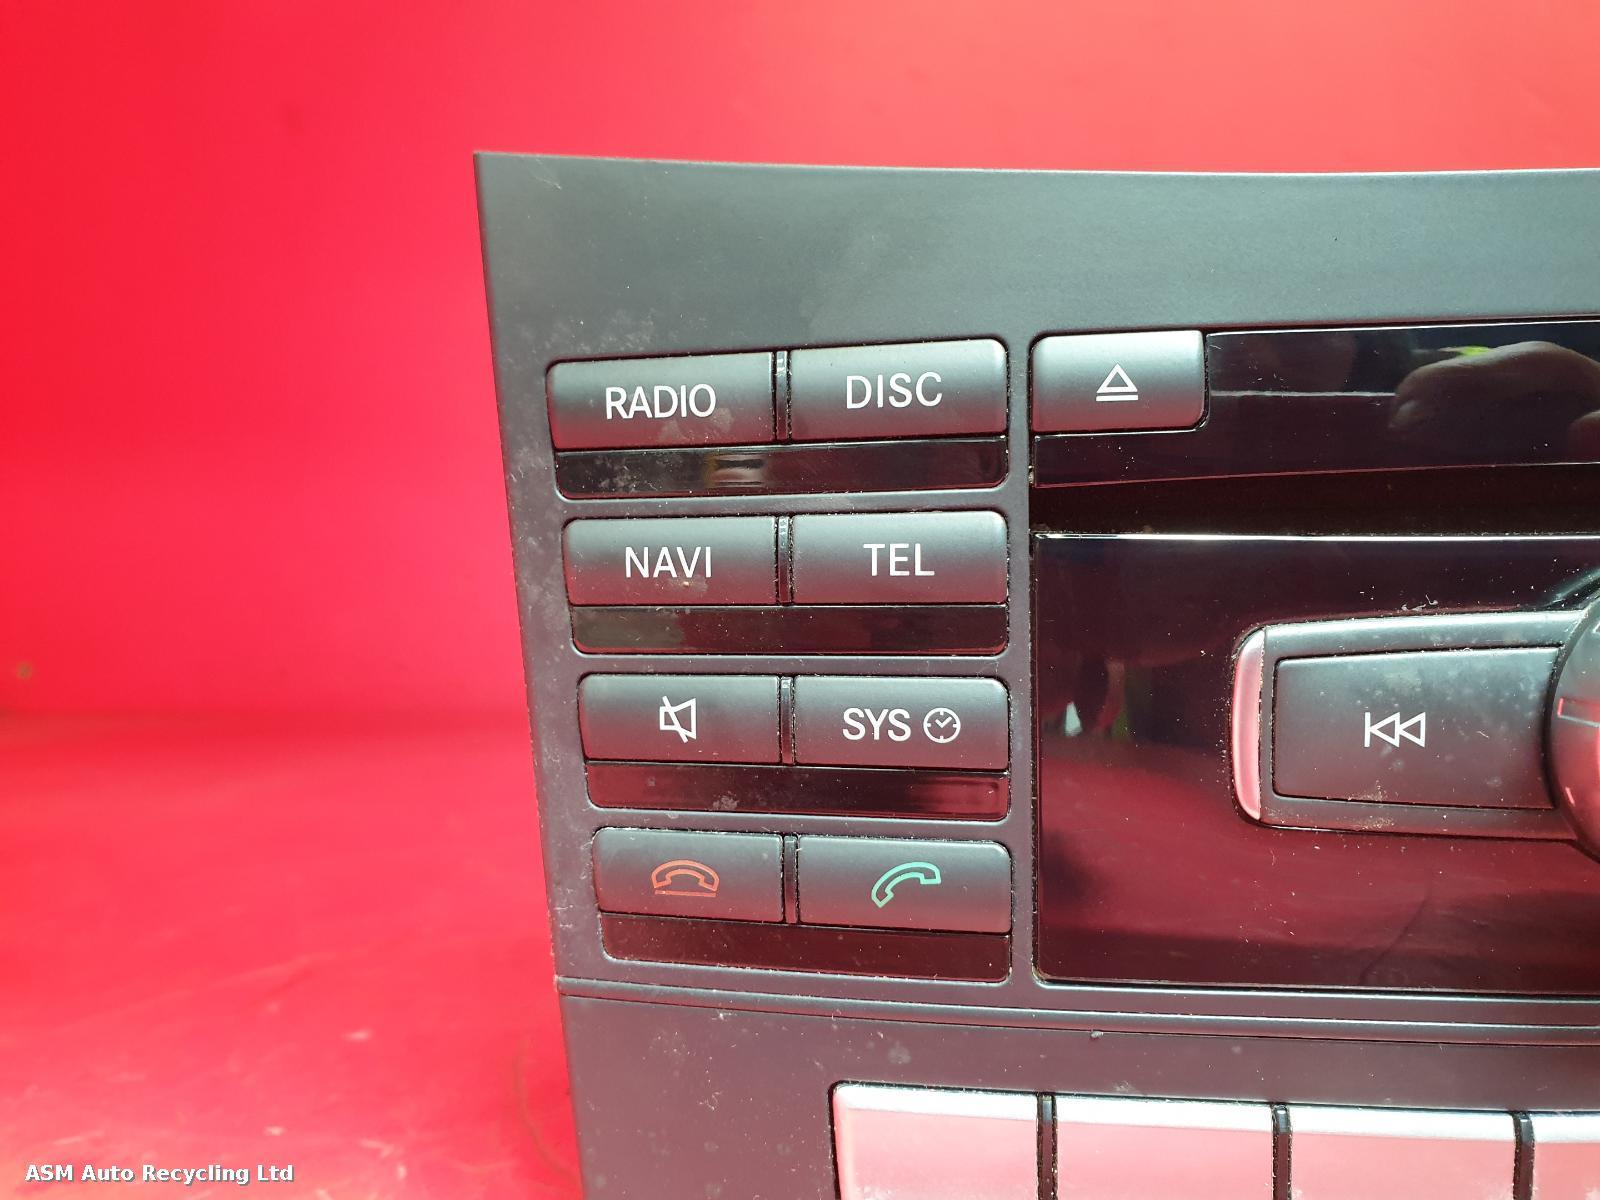 RADIO DISC
NAVI TEL
SYS
ASM Auto Recycling Ltd